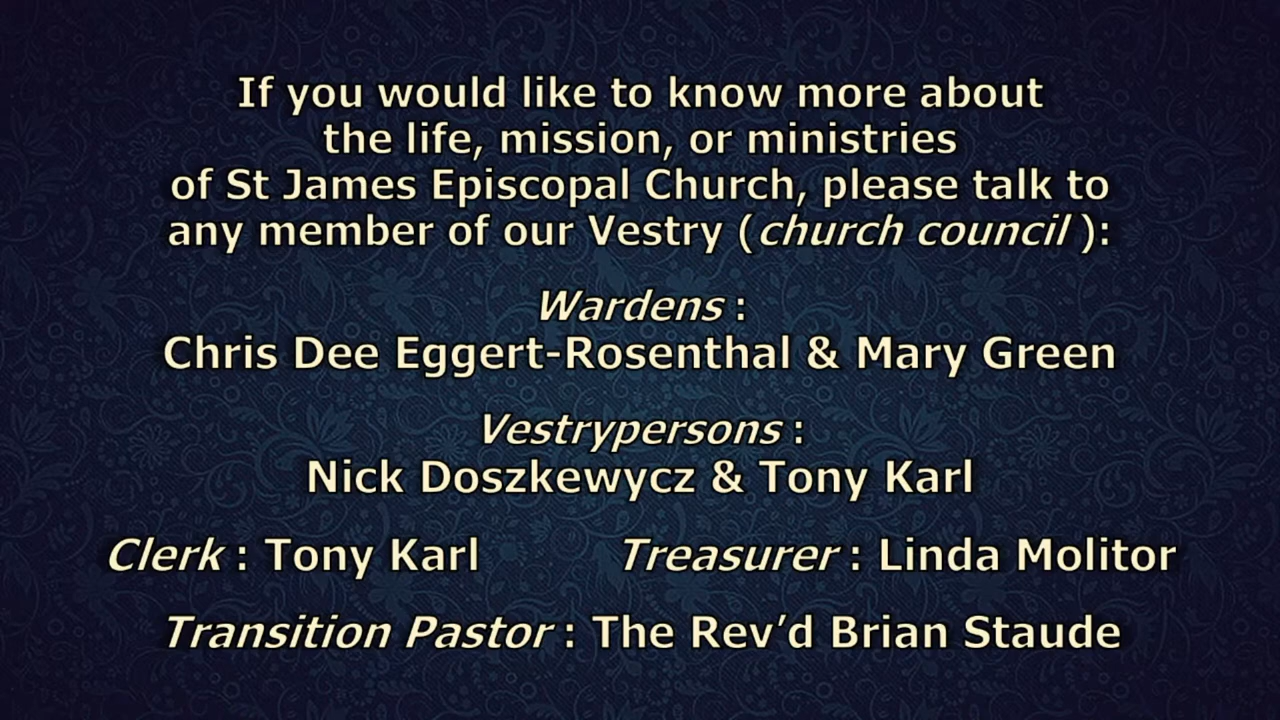 If you would like to know more about
the life, mission, or ministries
of St James Episcopal Church, please talk to
any member of our Vestry (church council ):
Wardens :
Chris Dee Eggert-Rosenthal & Mary Green
Vestrypersons :
Nick Doszkewycz & Tony Karl
Clerk : Tony Karl Treasurer : Linda Molitor
Transition Pastor : The Rev’d Brian Staude